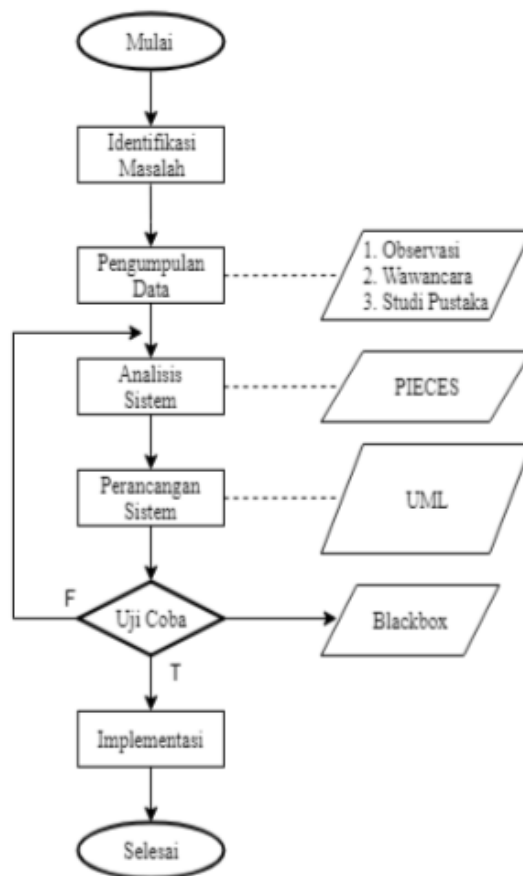 Mulai
Identifikasi
Masalah
Pengumpulan
Data
1. Observasi
2. Wawancara
3. Studi Pustaka
Analisis
Sistem
PIECES
Perancangan
Sistem
UML
F
Uji Coba
Blackbox
T
Implementasi
Selesai